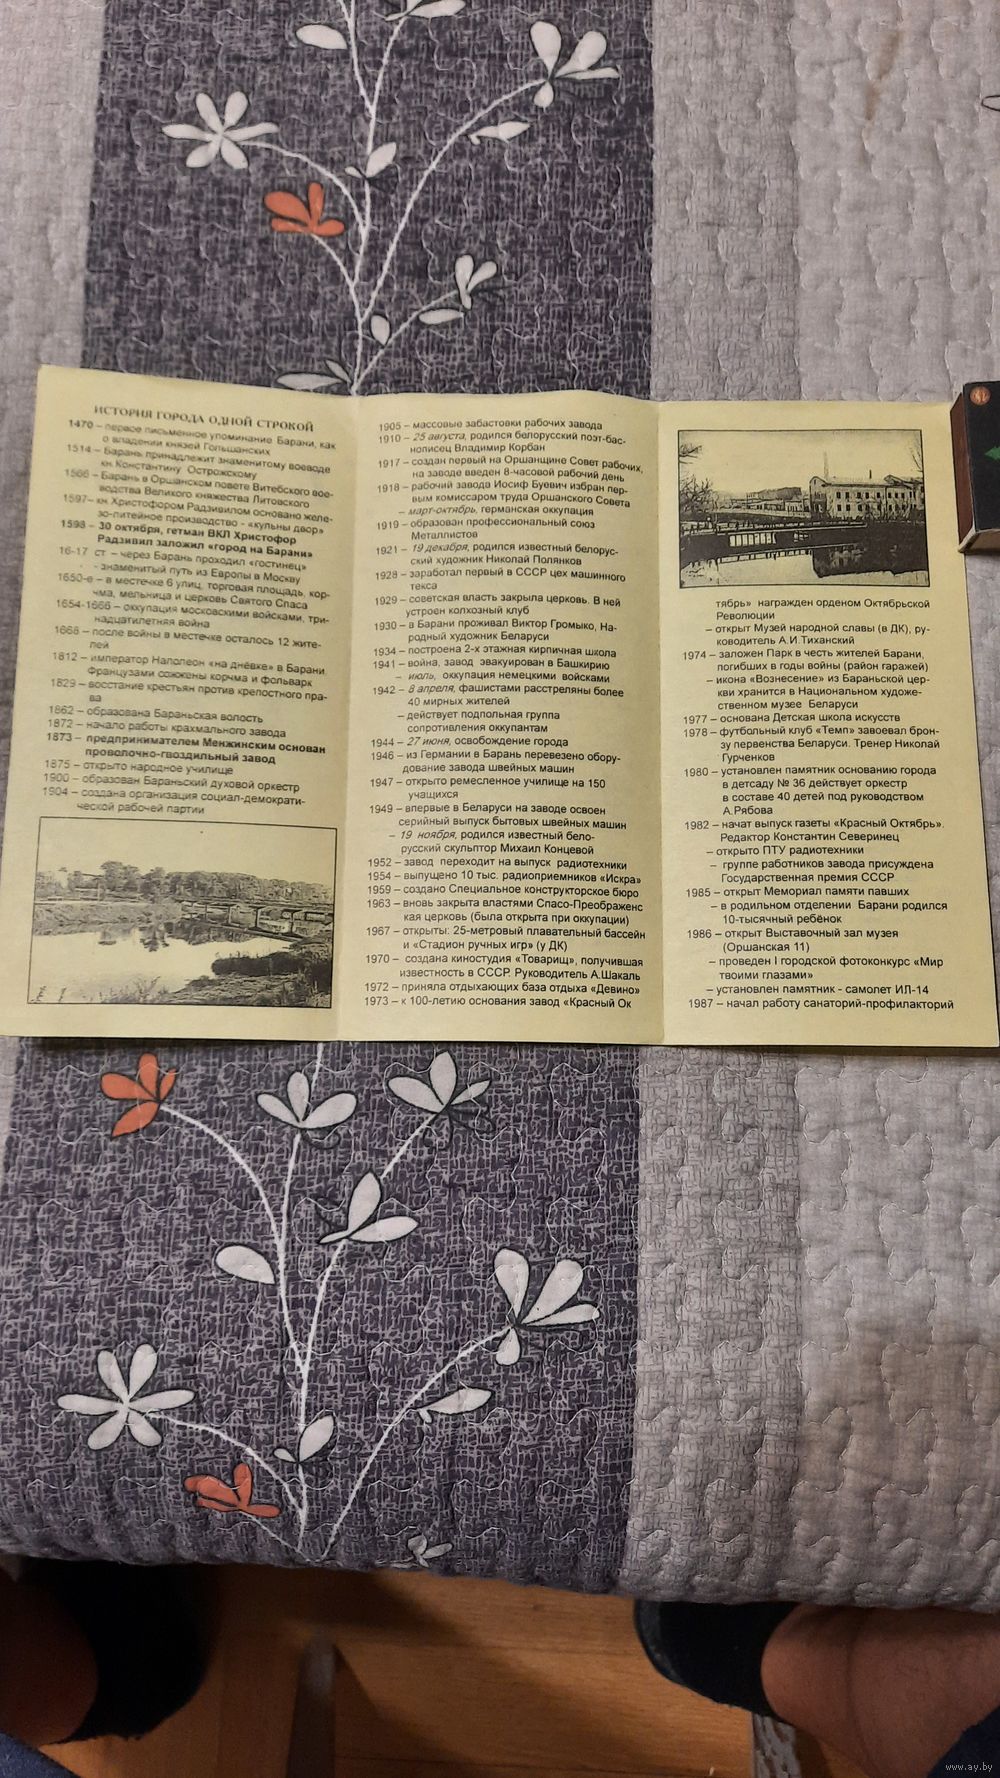 ИСТОРИЯ ГОРОДА ОДНОЙ СТРОКОЙ
1470 – первое письменное упоминание Барани, как
о владении князей Гольшанских
1514 – Барань принадлежит знаменитому воеводе
кн. Константину Острожскому
1566 – Барань в Оршанском повете Витебского вое-
водства Великого княжества Литовского
1597– кн. Христофором Радзивилом основано желе-
зо-литейное производство - «кульны двор»
1598 – 30 октября, гетман ВКЛ Христофор
Радзивил заложил «город на Барани»
16-17 ст – через Барань проходил «гостинец»
- знаменитый путь из Европы в Москву
1650-е – в местечке 6 улиц, торговая площадь, кор-
чма, мельница и церковь Святого Спаса
1654-1666 – оккупация московскими войсками, три-
надцатилетняя война
1668 – после войны в местечке осталось 12 жите-
лей
1812 – император Наполеон «на днёвке» в Барани
Французами сожжены корчма и фольварк
1829 – восстание крестьян против крепостного пра-
ва
1862 – образована Бараньская волость
1872 – начало работы крахмального завода
1873 – предпринимателем Менжинским основан
проволочно-гвоздильный завод
1875 – открыто народное училище
1900 – образован Бараньский духовой оркестр
1904 – создана организация социал-демократи-
ческой рабочей партии
1905 – массовые забастовки рабочих завода
1910 – 25 августа, родился белорусский поэт-бас-
нописец Владимир Корбан
1917 – создан первый на Оршанщине Совет рабочих,
на заводе введен 8-часовой рабочий день
1918 – рабочий завода Иосиф Буевич избран пер-
вым комиссаром труда Оршанского Совета
– март-октябрь, германская оккупация
1919 – образован профессиональный союз
Металлистов
1921 – 19 декабря, родился известный белорус-
ский художник Николай Полянков
1928 – заработал первый в СССР цех машинного
текса
1929 – советская власть закрыла церковь. В ней
устроен колхозный клуб
1930 – в Барани проживал Виктор Громыко, На-
родный художник Беларуси
1934 – построена 2-х этажная кирпичная школа
1941 – война, завод эвакуирован в Башкирию
– июль, оккупация немецкими войсками
1942 – 8 апреля, фашистами расстреляны более
40 мирных жителей
– действует подпольная группа
сопротивления оккупантам
1944 – 27 июня, освобождение города
1946 – из Германии в Барань перевезено обору-
дование завода швейных машин
1947 – открыто ремесленное училище на 150
учащихся
1949 – впервые в Беларуси на заводе освоен
серийный выпуск бытовых швейных машин
– 19 ноября, родился известный бело-
русский скульптор Михаил Концевой
1952 – завод переходит на выпуск радиотехники
1954 – выпущено 10 тыс. радиоприемников «Искра»
1959 – создано Специальное конструкторское бюро
1963 – вновь закрыта властями Спасо-Преображенс
кая церковь (была открыта при оккупации)
1967 – открыты: 25-метровый плавательный бассейн
и «Стадион ручных игр» (у ДК)
1970 – создана киностудия «Товарищ», получившая
известность в СССР. Руководитель А.Шакаль
1972 – приняла отдыхающих база отдыха «Девино»
1973 – к 100-летию основания завод «Красный Ок
тябрь» награжден орденом Октябрьской
Революции
– открыт Музей народной славы (в ДК), ру-
ководитель А.И.Тиханский
1974 – заложен Парк в честь жителей Барани,
погибших в годы войны (район гаражей)
– икона «Вознесение» из Бараньской цер-
кви хранится в Национальном художе-
ственном музее Беларуси
1977 – основана Детская школа искусств
1978 – футбольный клуб «Темп» завоевал брон-
зу первенства Беларуси. Тренер Николай
Гурченков
1980 – установлен памятник основанию города
в детсаду № 36 действует оркестр
в составе 40 детей под руководством
А.Рябова
1982 – начат выпуск газеты «Красный Октябрь».
Редактор Константин Северинец
– открыто ПТУ радиотехники
– группе работников завода присуждена
Государственная премия СССР
1985 – открыт Мемориал памяти павших
– в родильном отделении Барани родился
10-тысячный ребёнок
1986 – открыт Выставочный зал музея
(Оршанская 11)
– проведен I городской фотоконкурс «Мир
твоими глазами»
– установлен памятник - самолет ИЛ-14
1987 – начал работу санаторий-профилакторий
www.ay.by